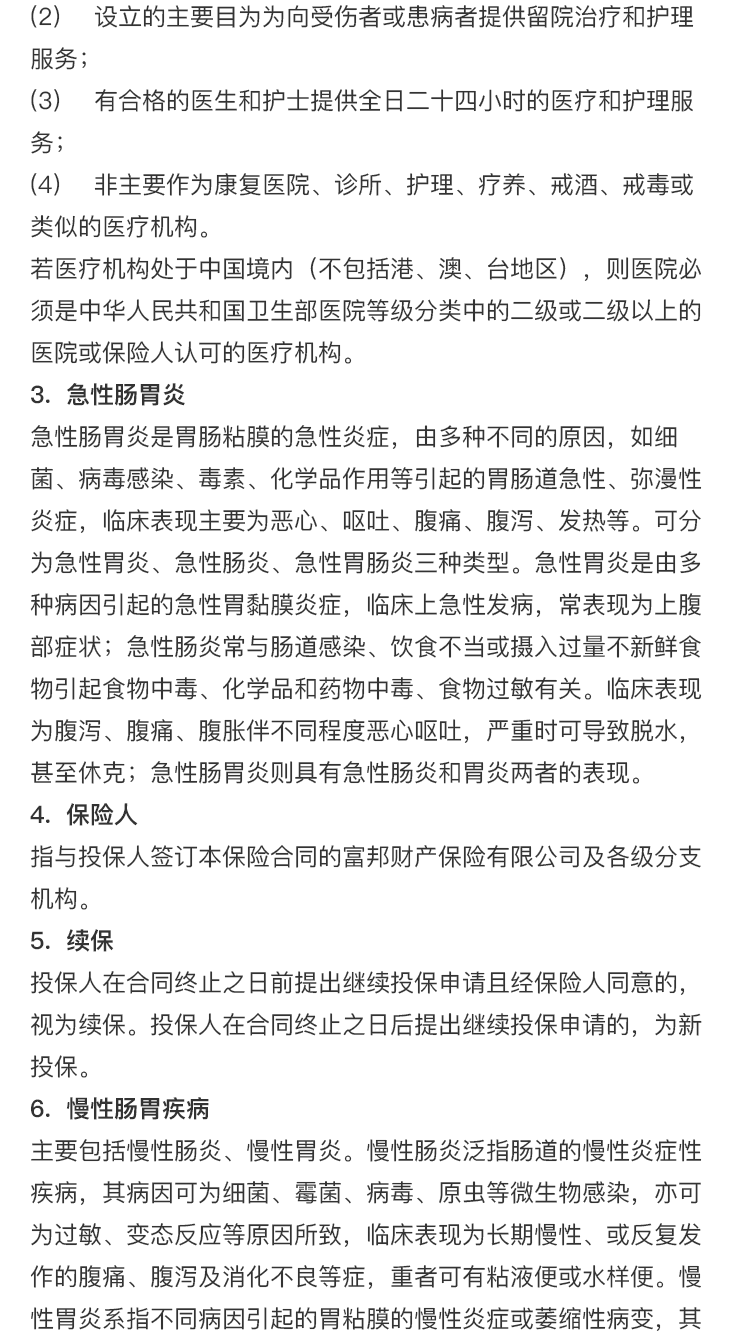 (2)    设立的主要目为为向受伤者或患病者提供留院治疗和护理
服务；
(3)    有合格的医生和护士提供全日二十四小时的医疗和护理服
务；
(4)    非主要作为康复医院、诊所、护理、疗养、戒酒、戒毒或
类似的医疗机构。
若医疗机构处于中国境内（不包括港、澳、台地区），则医院必
须是中华人民共和国卫生部医院等级分类中的二级或二级以上的
医院或保险人认可的医疗机构。
3.  急性肠胃炎
急性肠胃炎是胃肠粘膜的急性炎症，由多种不同的原因，如细
菌、病毒感染、毒素、化学品作用等引起的胃肠道急性、弥漫性
炎症，临床表现主要为恶心、呕吐、腹痛、腹泻、发热等。可分
为急性胃炎、急性肠炎、急性胃肠炎三种类型。急性胃炎是由多
种病因引起的急性胃黏膜炎症，临床上急性发病，常表现为上腹
部症状；急性肠炎常与肠道感染、饮食不当或摄入过量不新鲜食
物引起食物中毒、化学品和药物中毒、食物过敏有关。临床表现
为腹泻、腹痛、腹胀伴不同程度恶心呕吐，严重时可导致脱水，
甚至休克；急性肠胃炎则具有急性肠炎和胃炎两者的表现。
4.  保险人
指与投保人签订本保险合同的富邦财产保险有限公司及各级分支
机构。
5.  续保
投保人在合同终止之日前提出继续投保申请且经保险人同意的，
视为续保。投保人在合同终止之日后提出继续投保申请的，为新
投保。
6.  慢性肠胃疾病
主要包括慢性肠炎、慢性胃炎。慢性肠炎泛指肠道的慢性炎症性
疾病，其病因可为细菌、霉菌、病毒、原虫等微生物感染，亦可
为过敏、变态反应等原因所致，临床表现为长期慢性、或反复发
作的腹痛、腹泻及消化不良等症，重者可有粘液便或水样便。慢
性胃炎系指不同病因引起的胃粘膜的慢性炎症或萎缩性病变，其